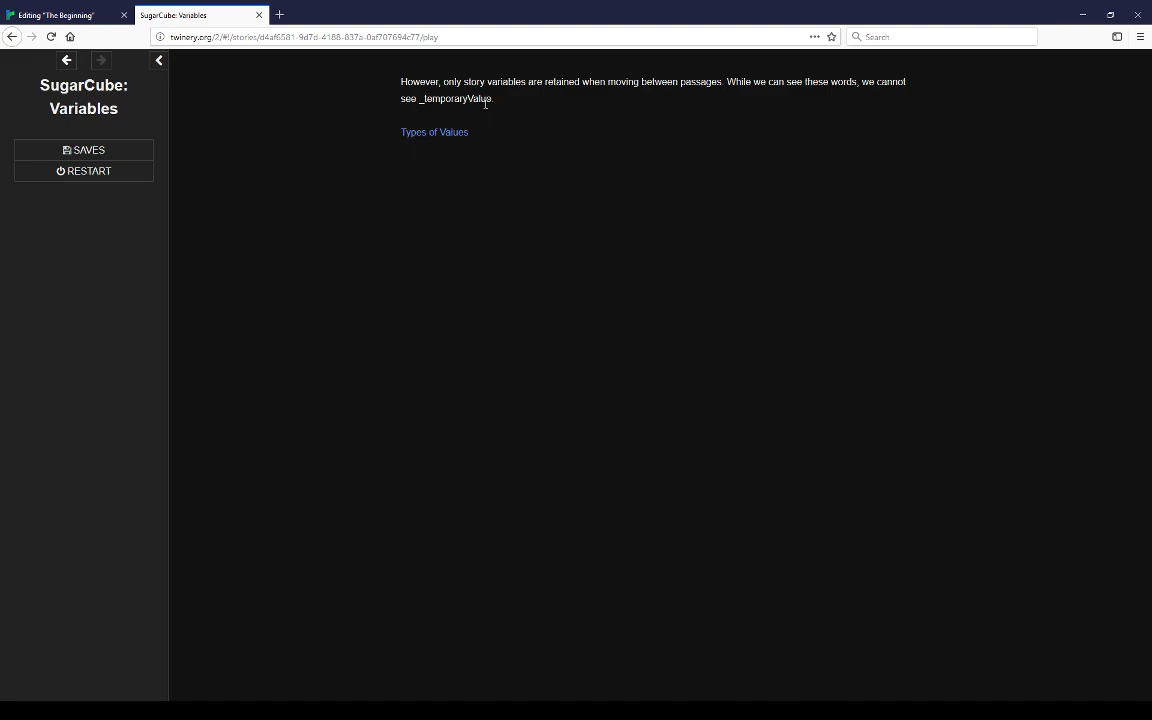 Editing "The Beginning"
SugarCube: Variables
twinery.org/2/#!/stories/d4af6581-9d7d-4188-837a-0af707694c77/play
Search
SugarCube:
Variables
SAVES
RESTART
However, only story variables are retained when moving between passages. While we can see these words, we cannot
see _temporaryValue.
Types of Values